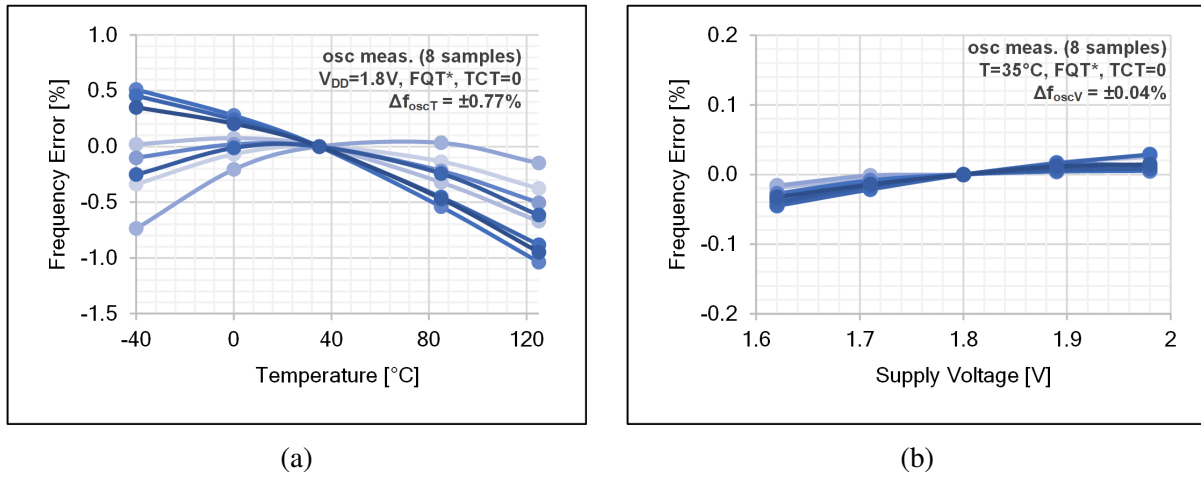 1.0
0.5
0.0
-0.5
-1.0
-1.5
Frequency Error [%]
osc meas. (8 samples)
V_DD=1.8V, FQT*, TCT=0
Δf_oscT = ±0.77%
-40
0
40
80
120
Temperature [°C]
(a)
0.2
0.1
0.0
-0.1
-0.2
Frequency Error [%]
osc meas. (8 samples)
T=35°C, FQT*, TCT=0
Δf_oscV = ±0.04%
1.6
1.7
1.8
1.9
2
Supply Voltage [V]
(b)